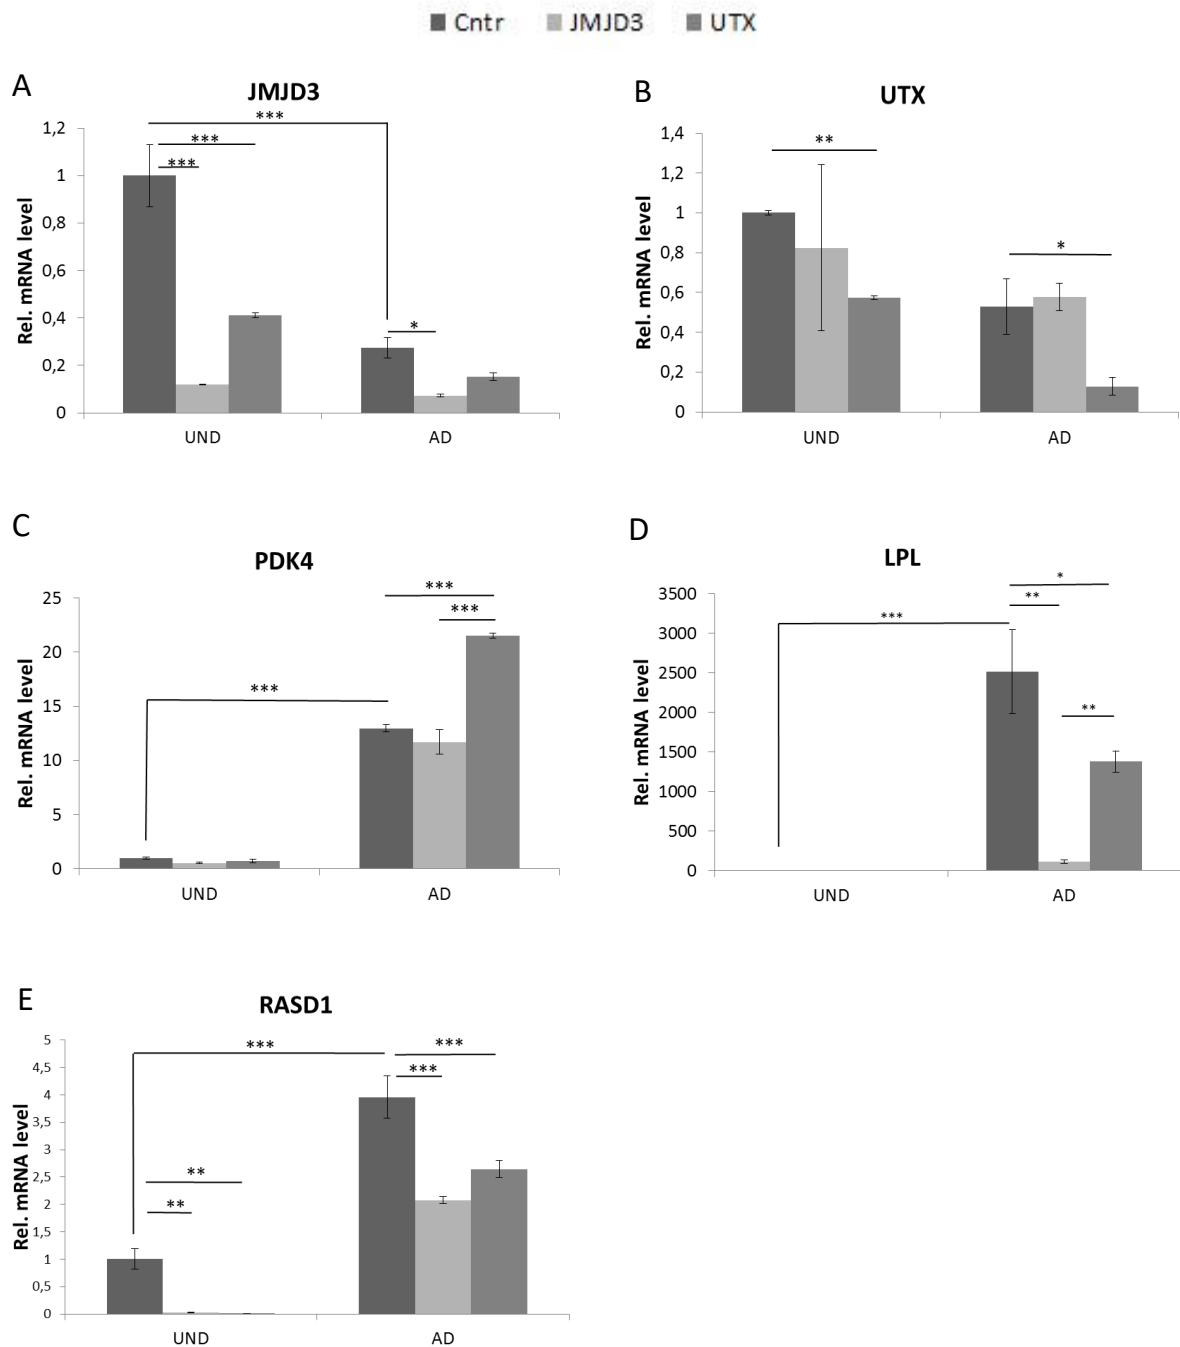 Cntr JMJD3 UTX
A
JMJD3
Rel. mRNA level
1,2
1
0,8
0,6
0,4
0,2
0
***
***
***
*
UND AD
B
UTX
Rel. mRNA level
1,4
1,2
1
0,8
0,6
0,4
0,2
0
**
*
UND AD
C
PDK4
Rel. mRNA level
25
20
15
10
5
0
***
***
***
UND AD
D
LPL
Rel. mRNA level
3500
3000
2500
2000
1500
1000
500
0
*
**
***
**
UND AD
E
RASD1
Rel. mRNA level
5
4,5
4
3,5
3
2,5
2
1,5
1
0,5
0
***
***
***
**
**
UND AD